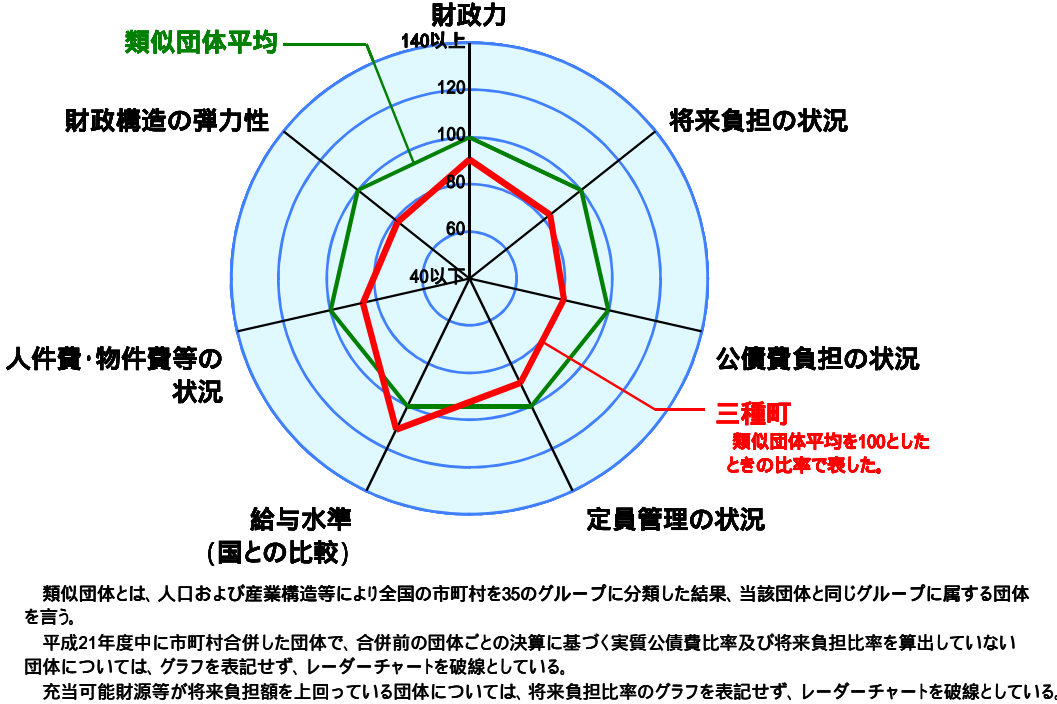 財政力
類似団体平均
140以上
120
100
80
60
40以下
財政構造の弾力性
将来負担の状況
人件費・物件費等の
状況
公債費負担の状況
三種町
類似団体平均を100とした
ときの比率で表した。
給与水準
(国との比較)
定員管理の状況
類似団体とは、人口および産業構造等により全国の市町村を35のグループに分類した結果、当該団体と同じグループに属する団体
を言う。
平成21年度中に市町村合併した団体で、合併前の団体ごとの決算に基づく実質公債費比率及び将来負担比率を算出していない
団体については、グラフを表記せず、レーダーチャートを破線としている。
充当可能財源等が将来負担額を上回っている団体については、将来負担比率のグラフを表記せず、レーダーチャートを破線としている。